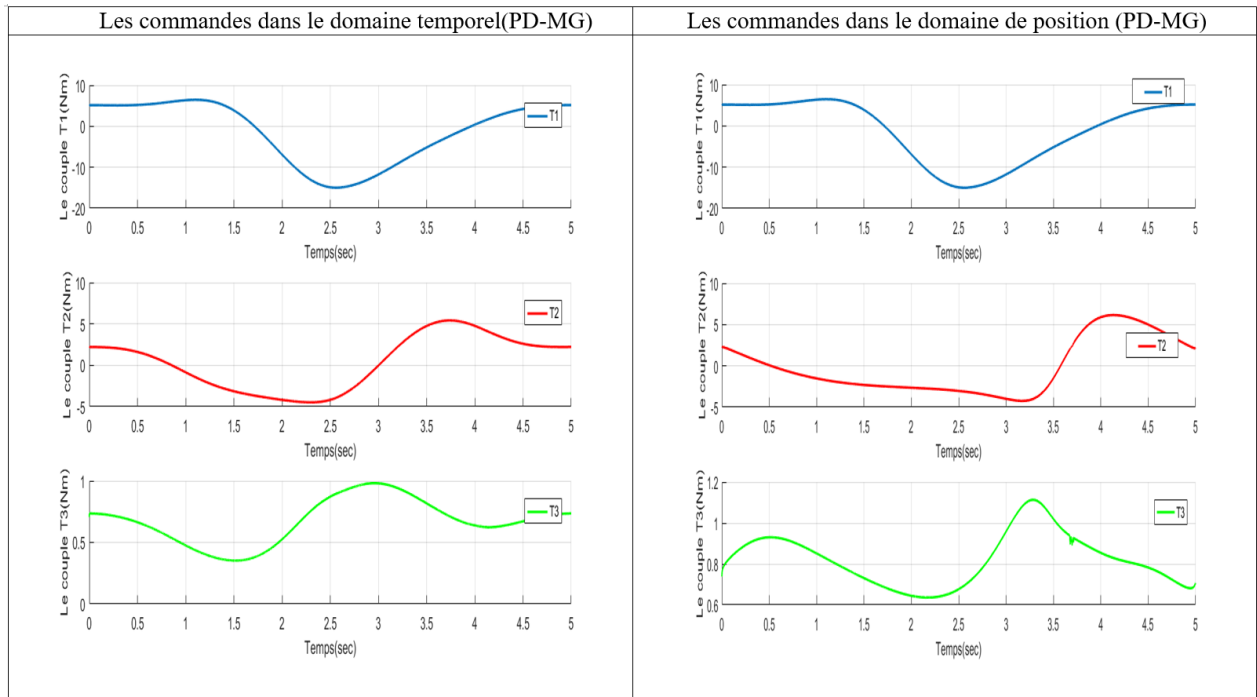 Les commandes dans le domaine temporel(PD-MG)
Les commandes dans le domaine de position (PD-MG)
Le couple T1(Nm)
10
0
-10
-20
T1
0 0.5 1 1.5 2 2.5 3 3.5 4 4.5 5
Temps(sec)
Le couple T2(Nm)
10
5
0
-5
T2
0 0.5 1 1.5 2 2.5 3 3.5 4 4.5 5
Temps(sec)
Le couple T3(Nm)
1
0.5
0
T3
0 0.5 1 1.5 2 2.5 3 3.5 4 4.5 5
Temps(sec)
Le couple T1(Nm)
10
0
-10
-20
T1
0 0.5 1 1.5 2 2.5 3 3.5 4 4.5 5
Temps(sec)
Le couple T2(Nm)
10
5
0
-5
T2
0 0.5 1 1.5 2 2.5 3 3.5 4 4.5 5
Temps(sec)
Le couple T3(Nm)
1.2
1
0.8
0.6
T3
0 0.5 1 1.5 2 2.5 3 3.5 4 4.5 5
Temps(sec)